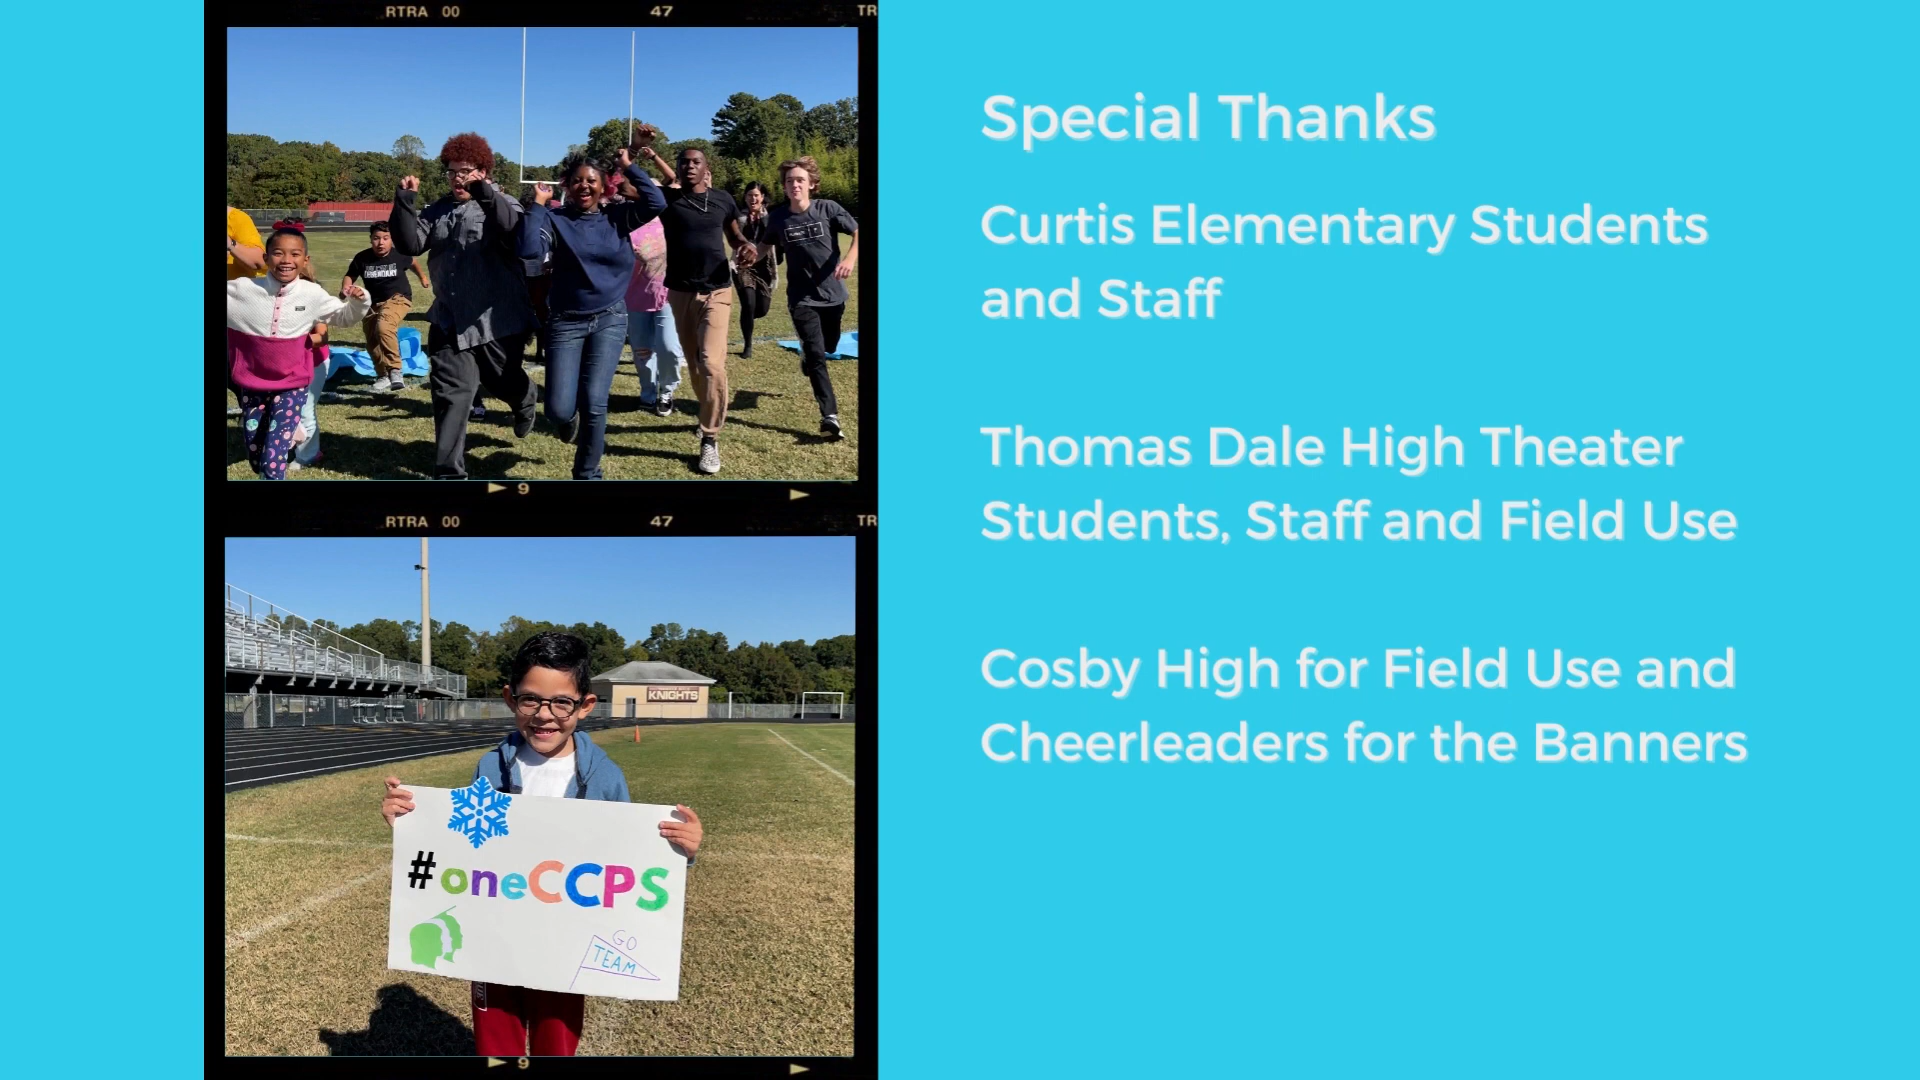 RTRA 00 47 TR
9
RTRA 00 47 TR
KNIGHTS
#oneCCPS
GO
TEAM
9
Special Thanks
Curtis Elementary Students
and Staff
Thomas Dale High Theater
Students, Staff and Field Use
Cosby High for Field Use and
Cheerleaders for the Banners